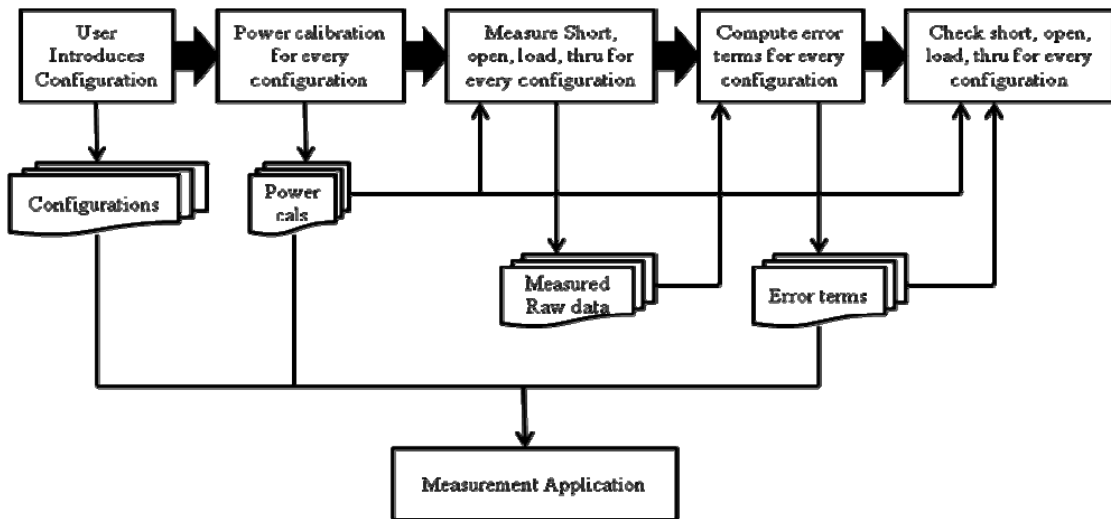 User
Introduces
Configuration
Power calibration
for every
configuration
Measure Short,
open, load, thru for
every configuration
Compute error
terms for every
configuration
Check short, open,
load, thru for every
configuration
Configurations
Power
cals
Measured
Raw data
Error terms
Measurement Application